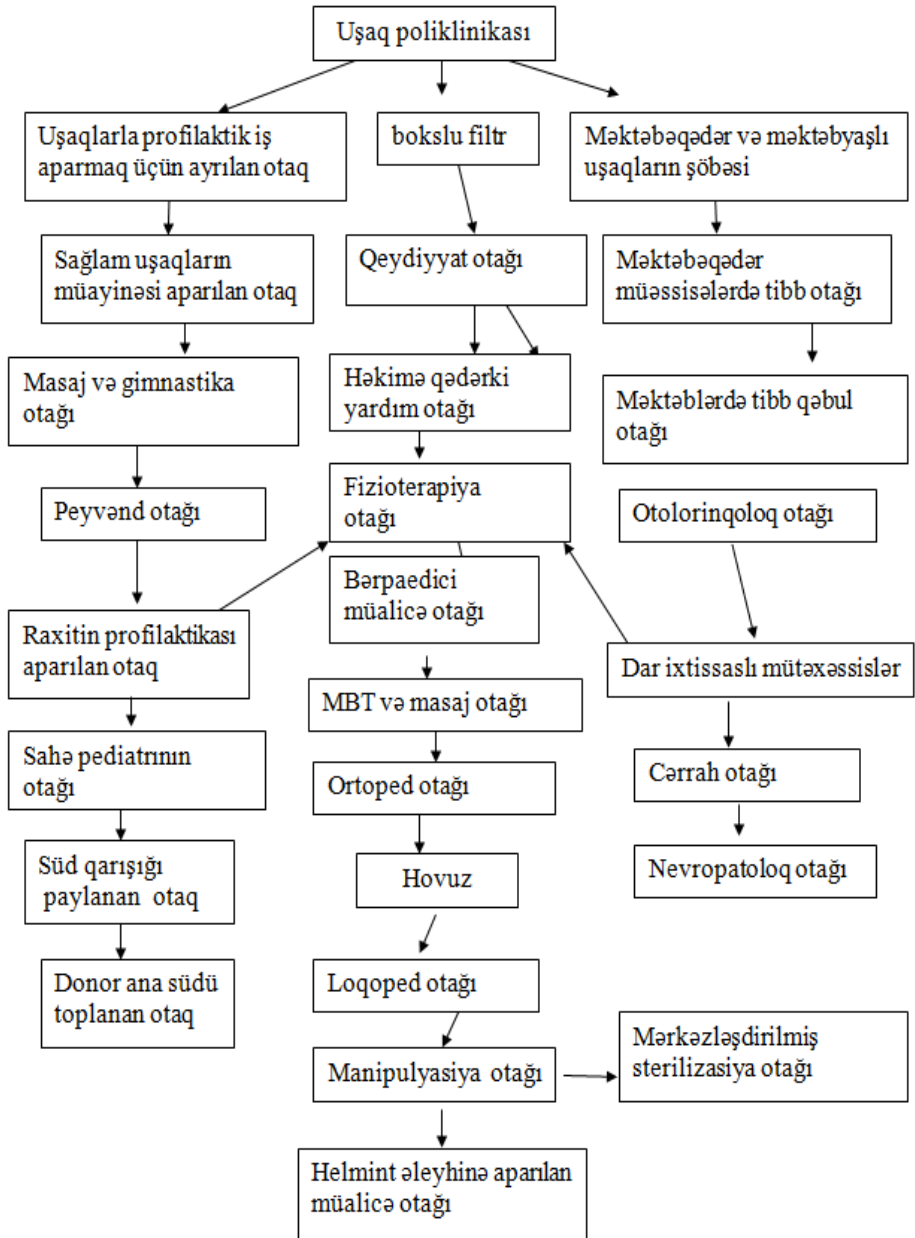 Uşaq poliklinikası
Uşaqlarla profilaktik iş
aparmaq üçün ayrılan otaq
bokslu filtr
Məktəbəqədər və məktəbyaşlı
uşaqların şöbəsi
Sağlam uşaqların
müayinəsi aparılan otaq
Qeydiyyat otağı
Məktəbəqədər
müəssisələrdə tibb otağı
Masaj və gimnastika
otağı
Həkimə qədərki
yardım otağı
Məktəblərdə tibb qəbul
otağı
Peyvənd otağı
Fizioterapiya
otağı
Otolorinqoloq otağı
Bərpaedici
müalicə otağı
Raxitin profilaktikası
aparılan otaq
Dar ixtissaslı mütəxəssislər
MBT və masaj otağı
Sahə pediatrının
otağı
Ortoped otağı
Cərrah otağı
Süd qarışığı
paylanan otaq
Hovuz
Nevropatoloq otağı
Donor ana südü
toplanan otaq
Loqoped otağı
Manipulyasiya otağı
Mərkəzləşdirilmiş
sterilizasiya otağı
Helmint əleyhinə aparılan
müalicə otağı